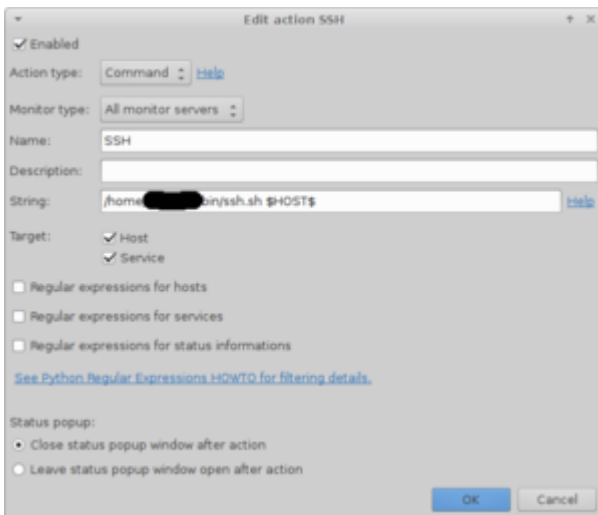 Edit action SSH
Enabled
Action type: Command Help
Monitor type: All monitor servers
Name: SSH
Description:
String: /home bin/ssh.sh $HOST$ Help
Target: Host
Service
Regular expressions for hosts
Regular expressions for services
Regular expressions for status informations
See Python Regular Expressions HOWTO for filtering details.
Status popup:
Close status popup window after action
Leave status popup window open after action
OK Cancel